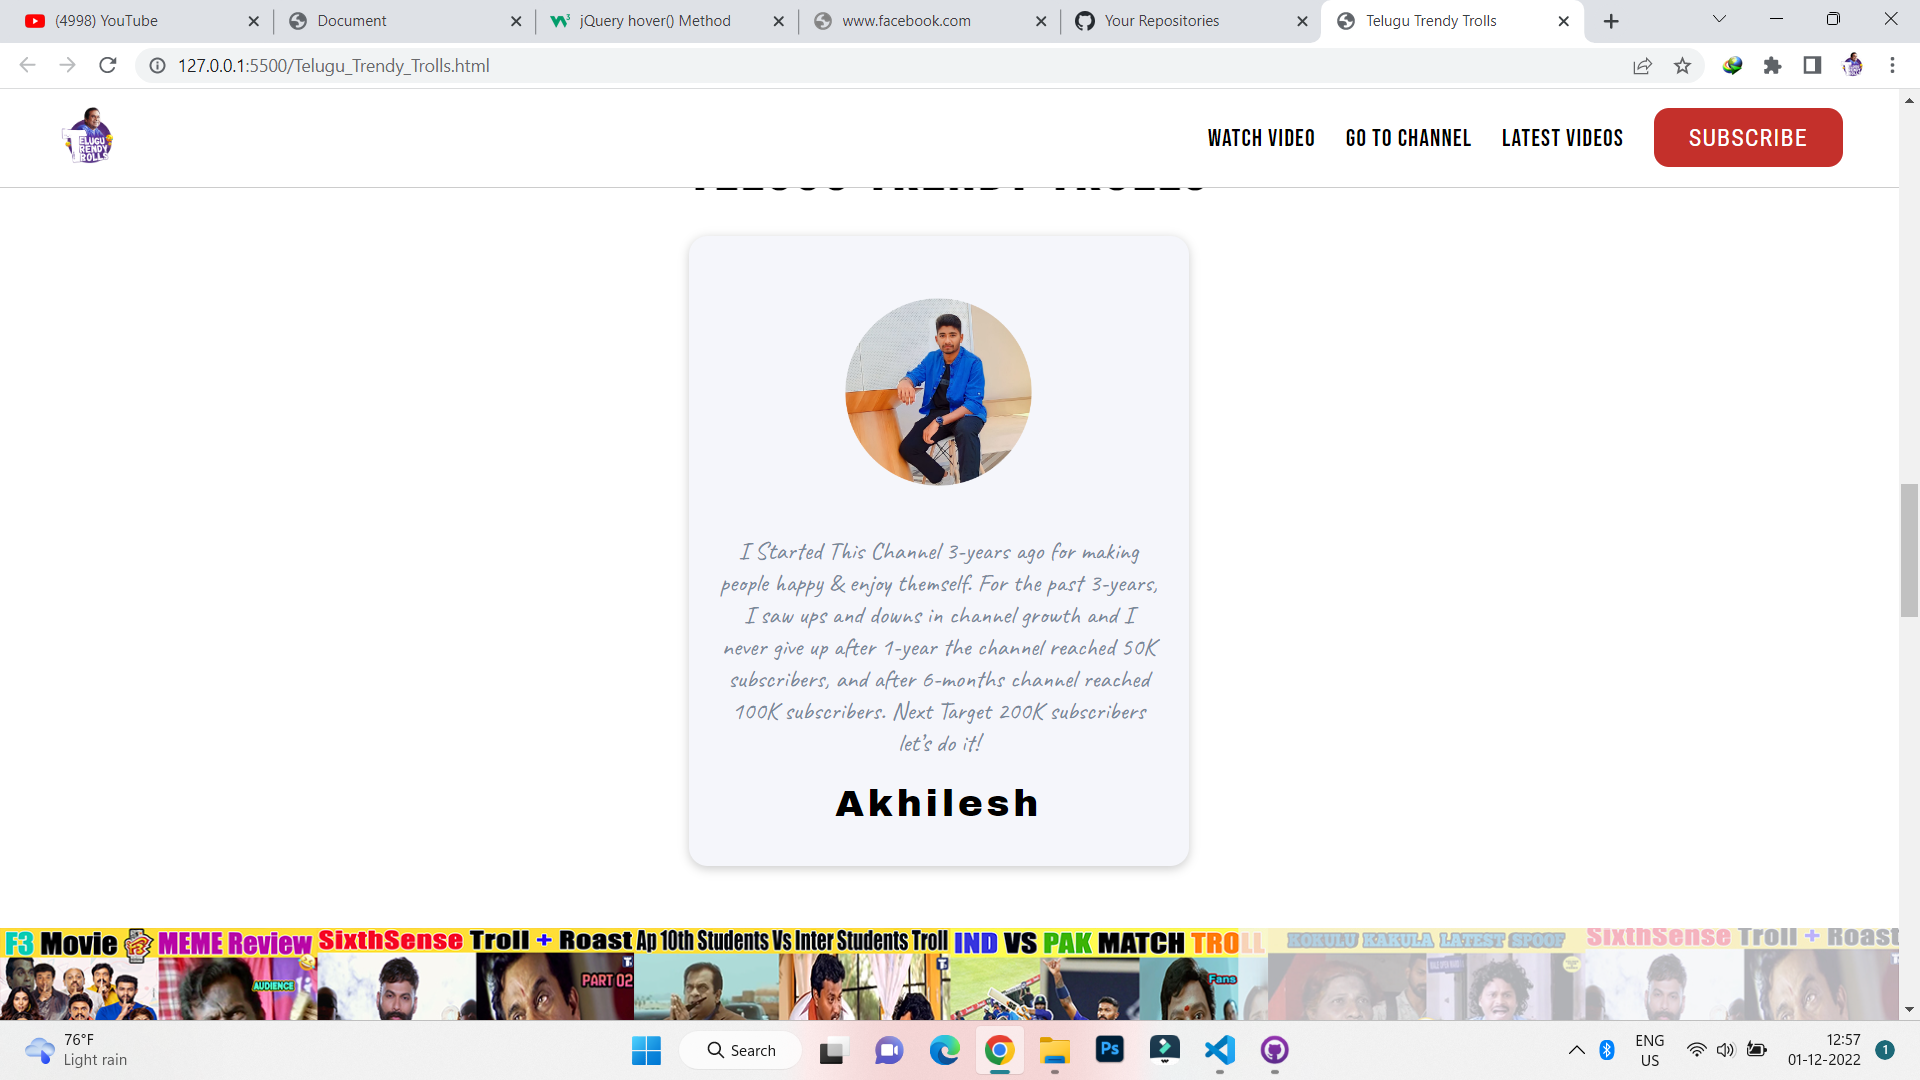 (4998) YouTube
Document
jQuery hover() Method
www.facebook.com
Your Repositories
Telugu Trendy Trolls
127.0.0.1:5500/Telugu_Trendy_Trolls.html
TELUGU TRENDY TROLLS
WATCH VIDEO
GO TO CHANNEL
LATEST VIDEOS
SUBSCRIBE
TELUGU TRENDY TROLLS
I Started This Channel 3-years ago for making
people happy & enjoy themself. For the past 3-years,
I saw ups and downs in channel growth and I
never give up after 1-year the channel reached 50K
subscribers, and after 6-months channel reached
100K subscribers. Next Target 200K subscribers
let's do it!
Akhilesh
F3 Movie MEME Review
AUDIENCE
SixthSense Troll + Roast
PART 02
Ap 10th Students Vs Inter Students Troll
IND VS PAK MATCH TROLL
Fans
KOKULU KAKULA LATEST SPOOF
SixthSense Troll + Roast
76°F
Light rain
Search
Ps
ENG
US
12:57
01-12-2022
1